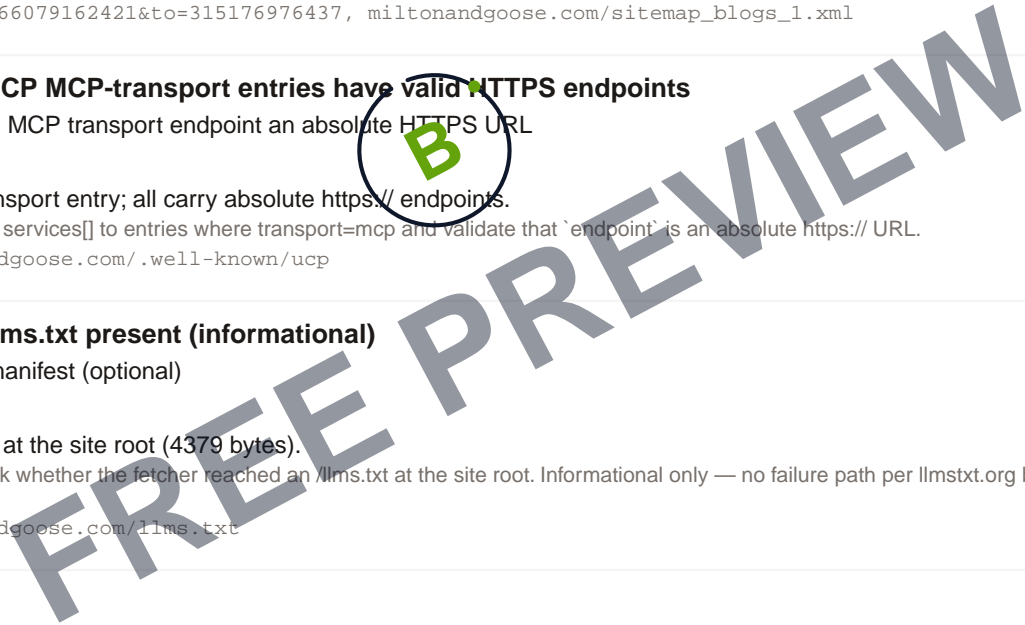 66079162421&to=315176976437, miltonandgoose.com/sitemap_blogs_1.xml
CP MCP-transport entries have valid HTTPS endpoints
MCP transport endpoint an absolute HTTPS URL
nsport entry; all carry absolute https:// endpoints.
services[] to entries where transport=mcp and validate that `endpoint` is an absolute https:// URL.
dgoose.com/.well-known/ucp
lms.txt present (informational)
manifest (optional)
at the site root (4379 bytes).
k whether the fetcher reached an /llms.txt at the site root. Informational only — no failure path per llmstxt.org
dgoose.com/llms.txt
B
FREE PREVIEW